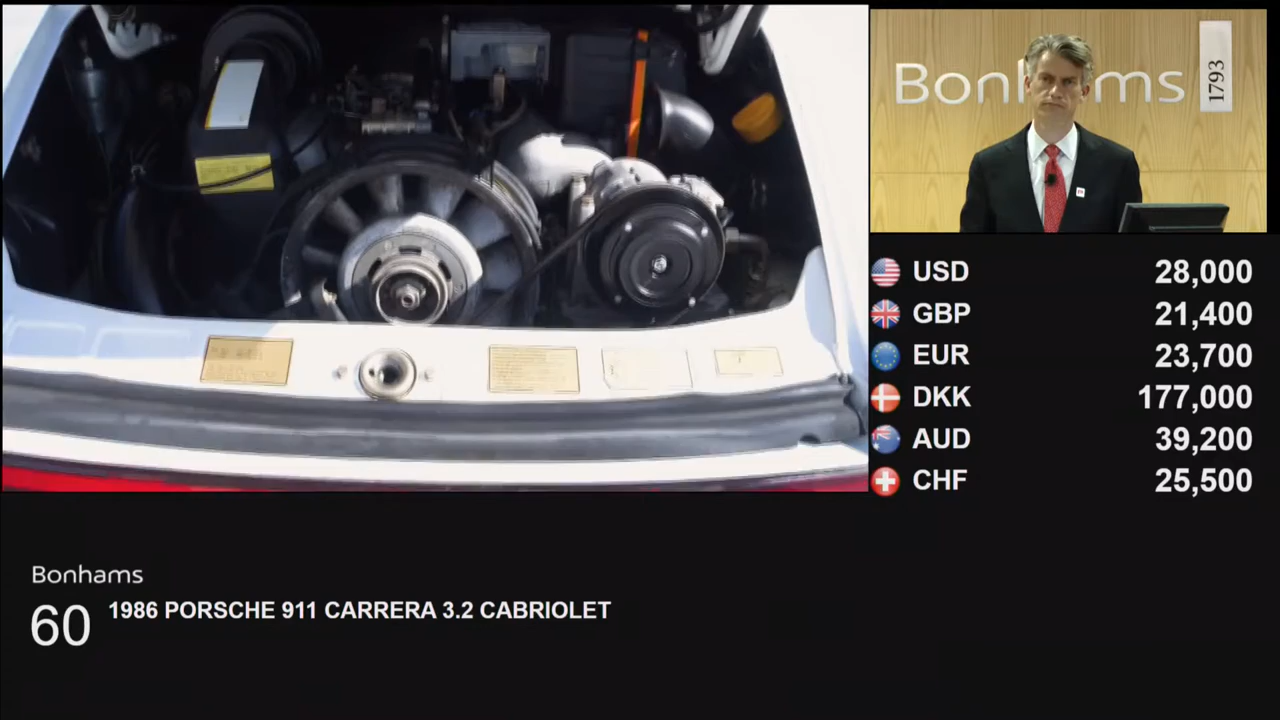 Bonhams
1793
USD 28,000
GBP 21,400
EUR 23,700
DKK 177,000
AUD 39,200
CHF 25,500
Bonhams
60
1986 PORSCHE 911 CARRERA 3.2 CABRIOLET